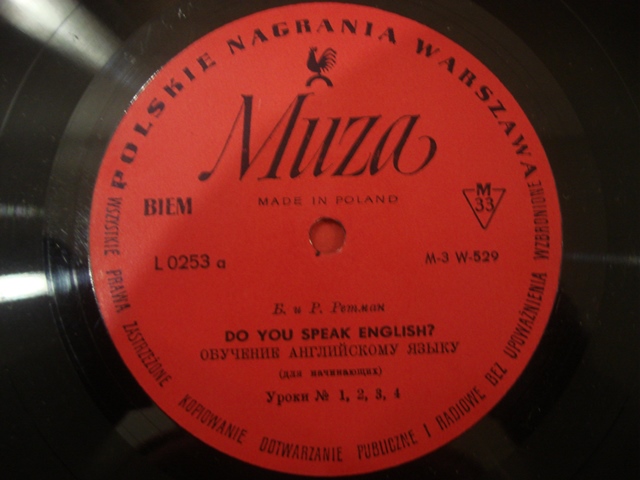 POLSKIE NAGRANIA WARSZAWA
Muza
BIEM
MADE IN POLAND
M
33
L 0253 a
M-3 W-529
Б. и Р. Гетман
DO YOU SPEAK ENGLISH?
ОБУЧЕНИЕ АНГЛИЙСКОМУ ЯЗЫКУ
(для начинающих)
Уроки № 1, 2, 3, 4
WSZYSTKIE PRAWA ZASTRZEŻONE KOPIOWANIE ODTWARZANIE PUBLICZNE I RADIOWE BEZ UPOWAŻNIENIA WZBRONIONE